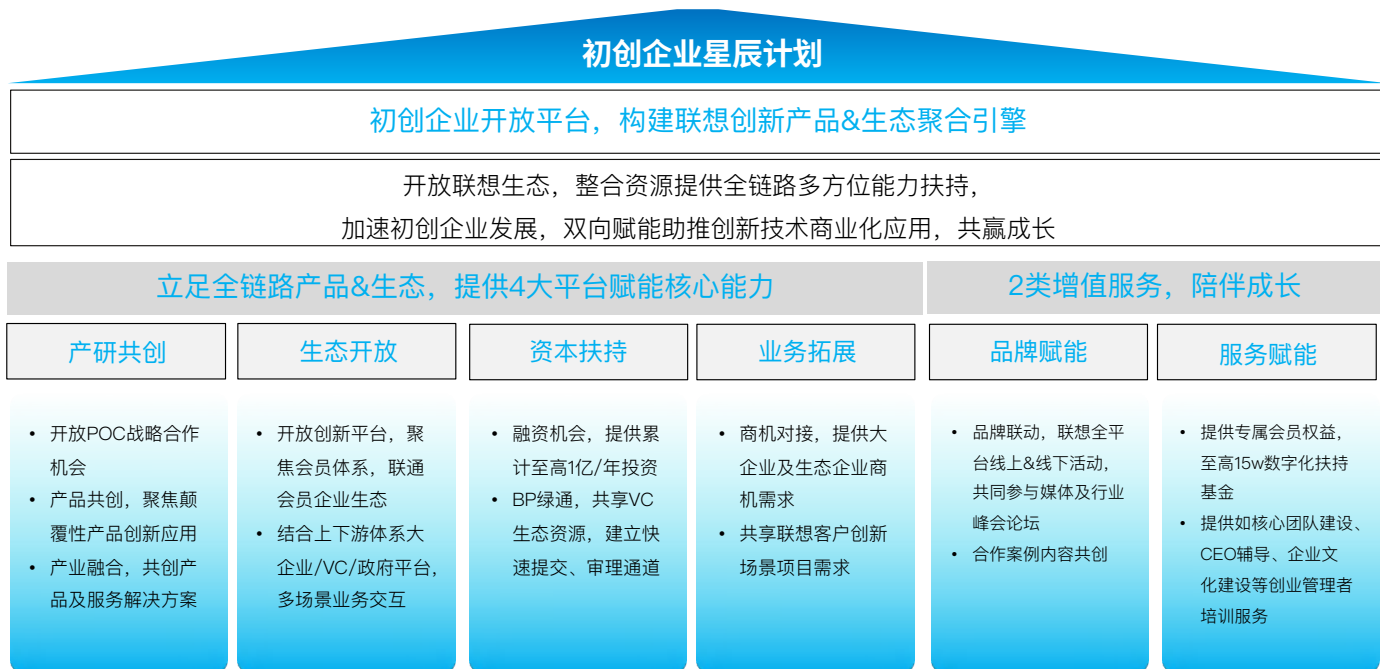 初创企业星辰计划
初创企业开放平台，构建联想创新产品&生态聚合引擎
开放联想生态，整合资源提供全链路多方位能力扶持，
加速初创企业发展，双向赋能助推创新技术商业化应用，共赢成长
立足全链路产品&生态，提供4大平台赋能核心能力
2类增值服务，陪伴成长
产研共创
• 开放POC战略合作
机会
• 产品共创，聚焦颠
覆性产品创新应用
• 产业融合，共创产
品及服务解决方案
生态开放
• 开放创新平台，聚
焦会员体系，联通
会员企业生态
• 结合上下游体系大
企业/VC/政府平台，
多场景业务交互
资本扶持
• 融资机会，提供累
计至高1亿/年投资
• BP绿通，共享VC
生态资源，建立快
速提交、审理通道
业务拓展
• 商机对接，提供大
企业及生态企业商
机需求
• 共享联想客户创新
场景项目需求
品牌赋能
• 品牌联动，联想全平
台线上&线下活动，
共同参与媒体及行业
峰会论坛
• 合作案例内容共创
服务赋能
• 提供专属会员权益，
至高15w数字化扶持
基金
• 提供如核心团队建设、
CEO辅导、企业文
化建设等创业管理者
培训服务